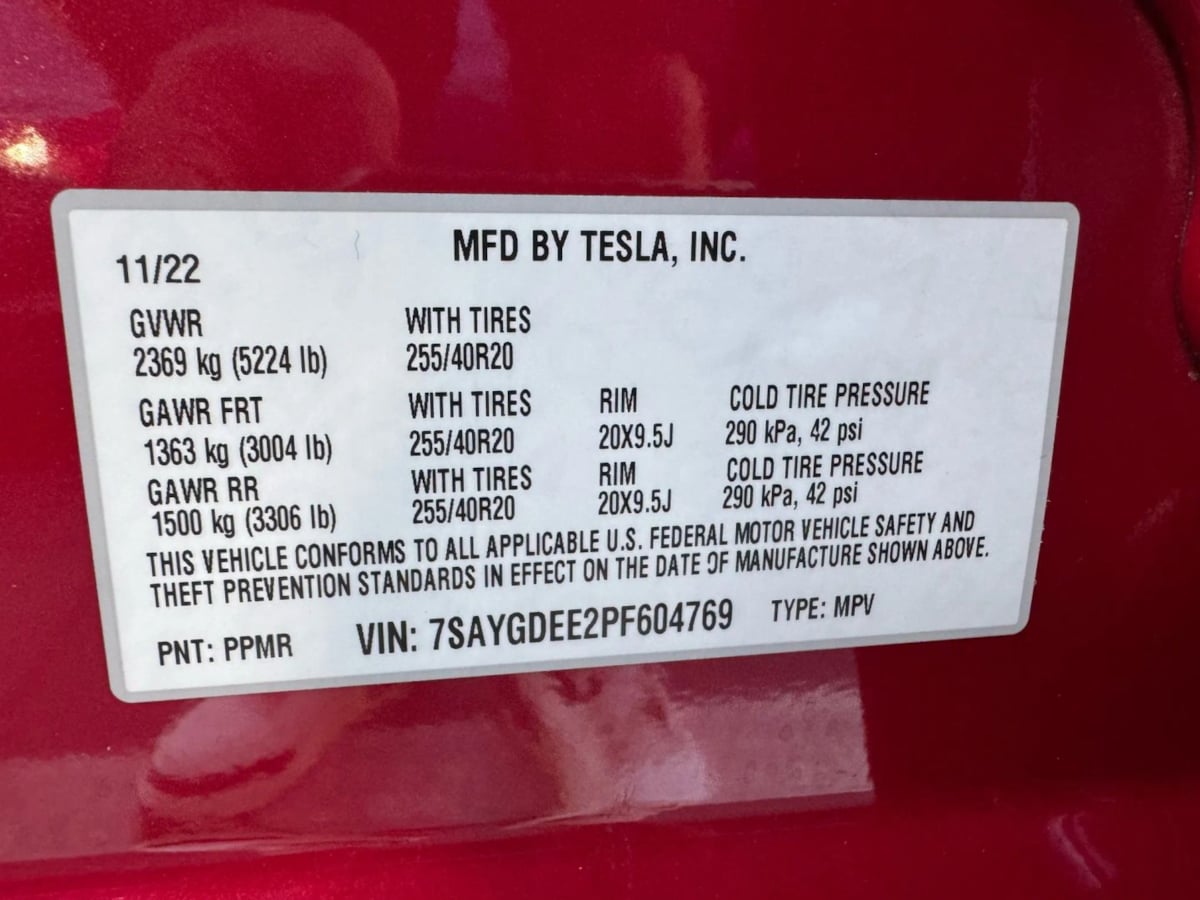 MFD BY TESLA, INC.
11/22
GVWR WITH TIRES
2369 kg (5224 lb) 255/40R20
GAWR FRT WITH TIRES RIM COLD TIRE PRESSURE
1363 kg (3004 lb) 255/40R20 20X9.5J 290 kPa, 42 psi
GAWR RR WITH TIRES RIM COLD TIRE PRESSURE
1500 kg (3306 lb) 255/40R20 20X9.5J 290 kPa, 42 psi
THIS VEHICLE CONFORMS TO ALL APPLICABLE U.S. FEDERAL MOTOR VEHICLE SAFETY AND
THEFT PREVENTION STANDARDS IN EFFECT ON THE DATE OF MANUFACTURE SHOWN ABOVE.
PNT: PPMR VIN: 7SAYGDEE2PF604769 TYPE: MPV